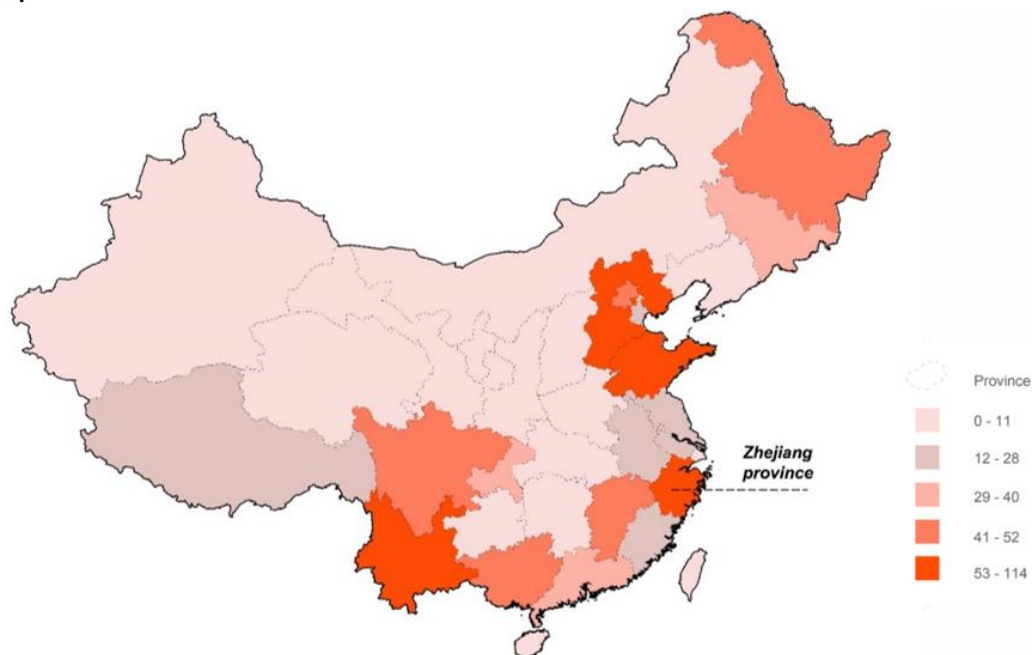 Zhejiang
province
Province
0 - 11
12 - 28
29 - 40
41 - 52
53 - 114